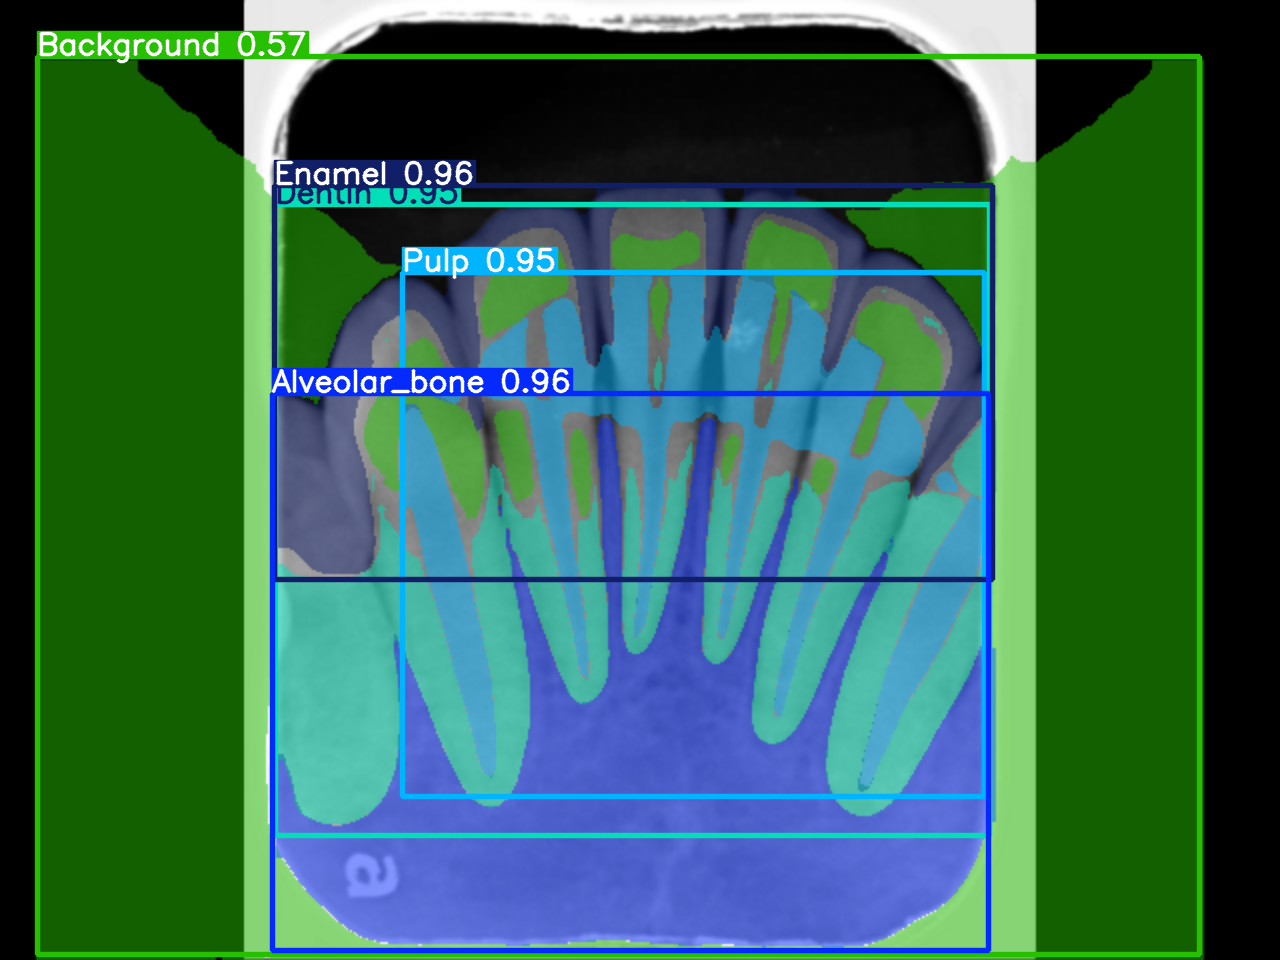 Background 0.57
Enamel 0.96
Dentin 0.95
Pulp 0.95
Alveolar_bone 0.96
a